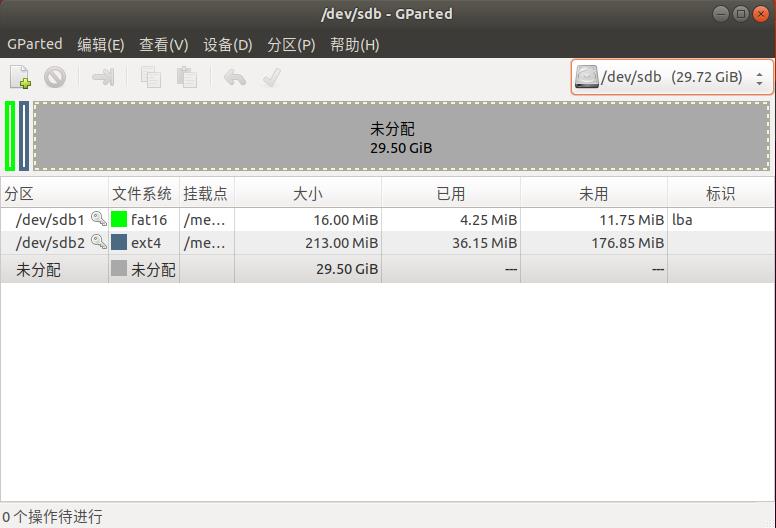 /dev/sdb - GParted
GParted 编辑(E) 查看(V) 设备(D) 分区(P) 帮助(H)
/dev/sdb (29.72 GiB)
未分配
29.50 GiB
分区 文件系统 挂载点 大小 已用 未用 标识
/dev/sdb1 fat16 /me… 16.00 MiB 4.25 MiB 11.75 MiB lba
/dev/sdb2 ext4 /me… 213.00 MiB 36.15 MiB 176.85 MiB
未分配 未分配 29.50 GiB --- ---
0 个操作待进行